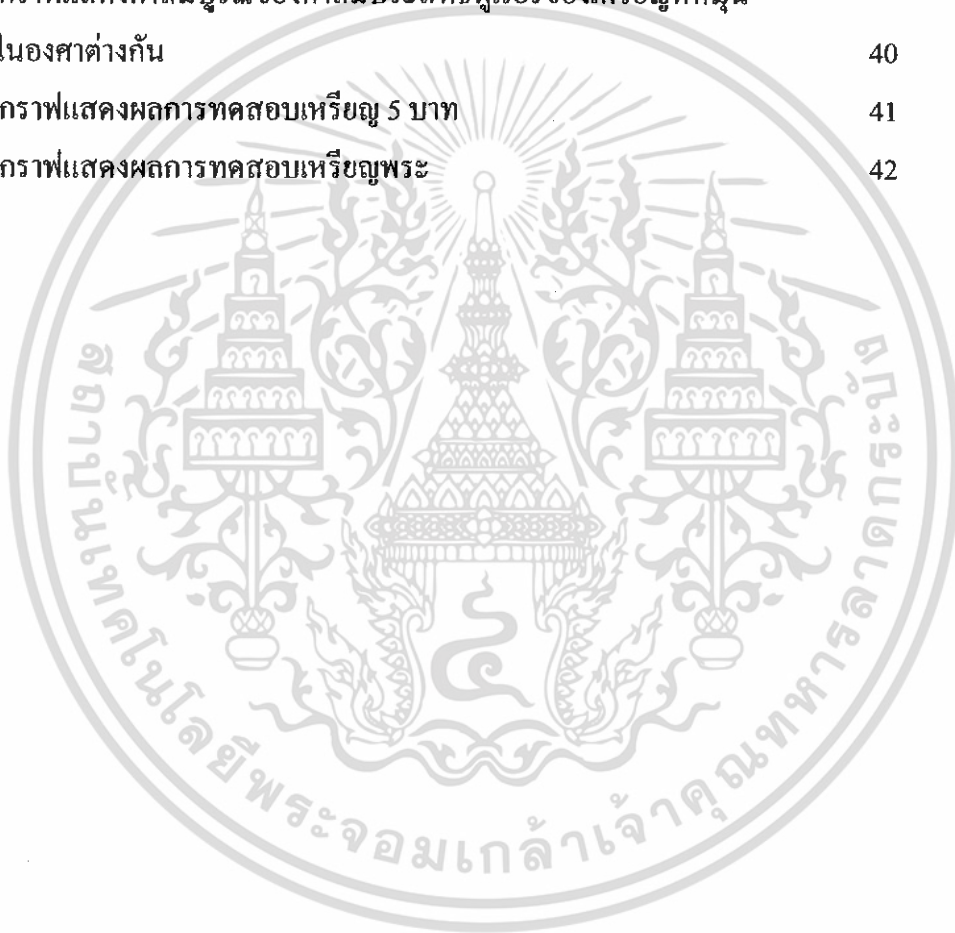 ในองศาต่างกัน 40
กราฟแสดงผลการทดสอบเหรียญ 5 บาท 41
กราฟแสดงผลการทดสอบเหรียญพระ 42
สถาบันเทคโนโลยีพระจอมเกล้าเจ้าคุณทหารลาดกระบัง